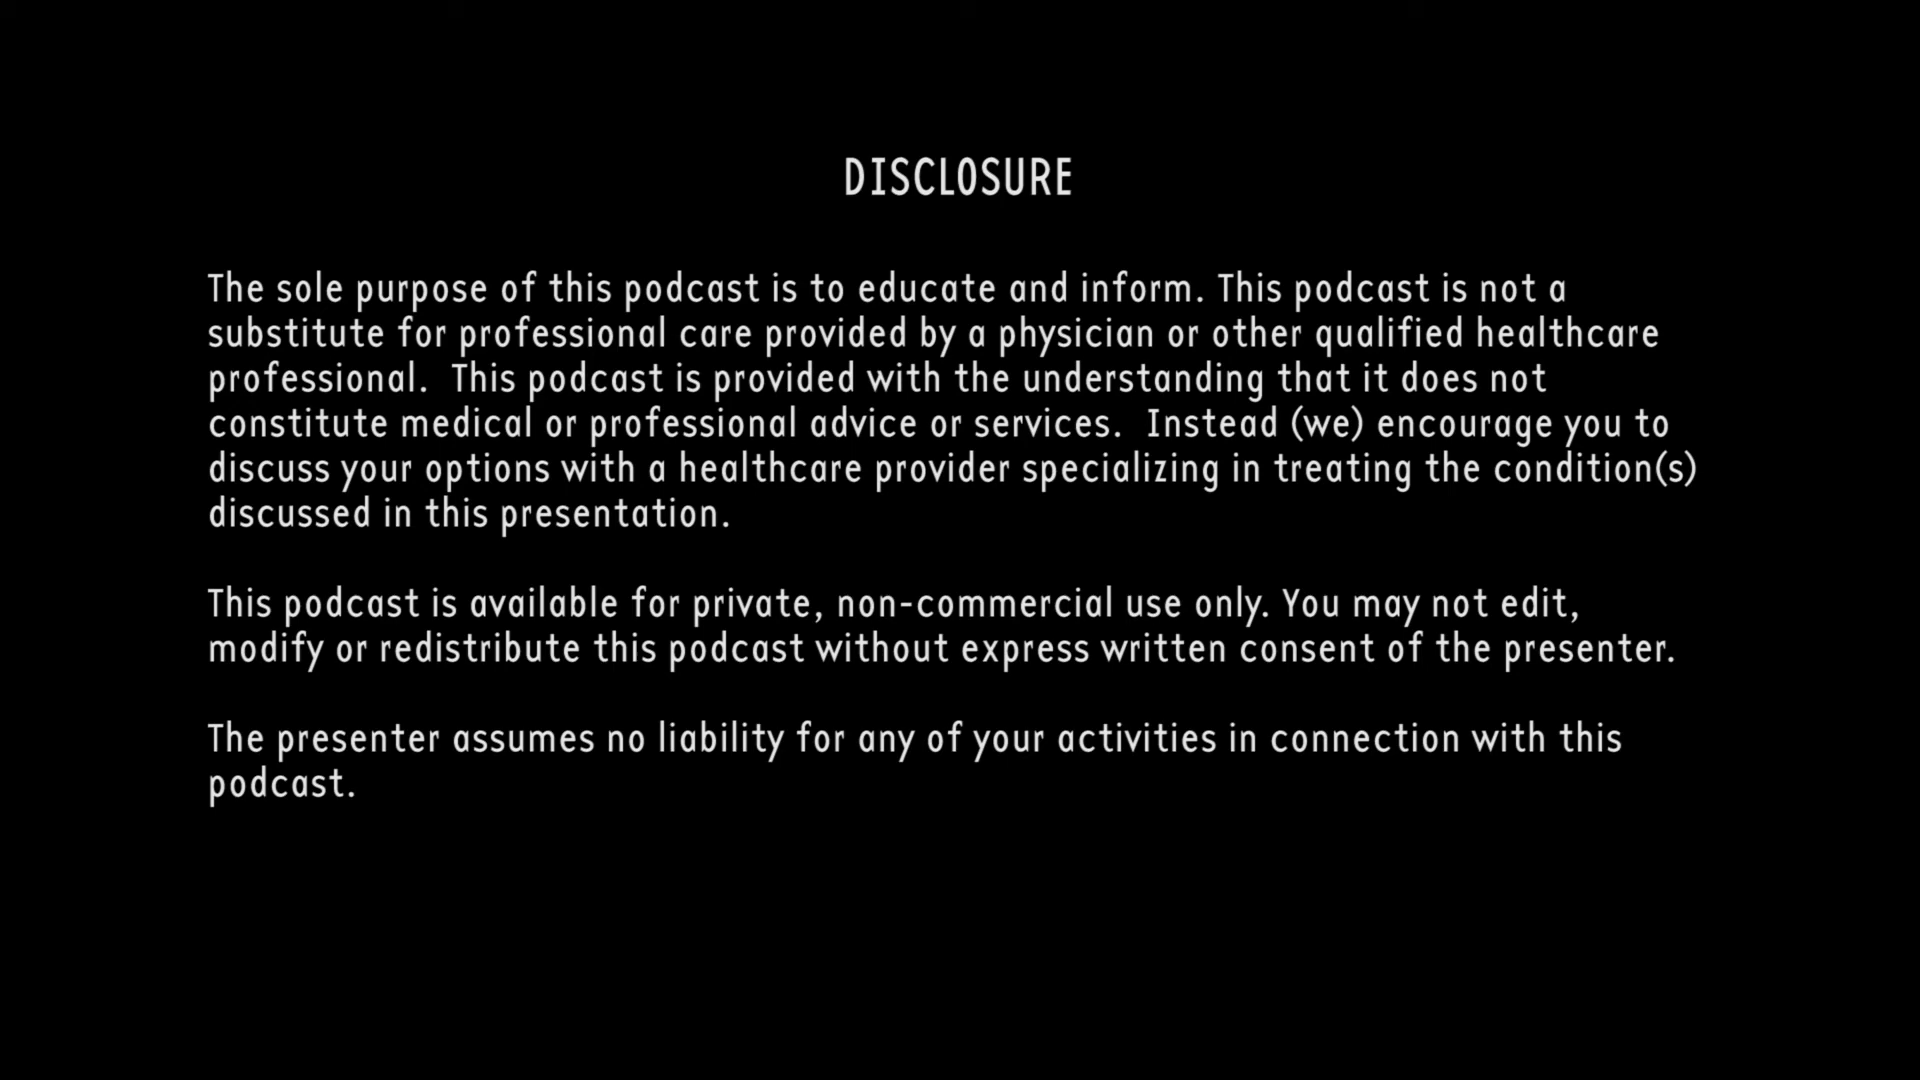 DISCLOSURE
The sole purpose of this podcast is to educate and inform. This podcast is not a
substitute for professional care provided by a physician or other qualified healthcare
professional.  This podcast is provided with the understanding that it does not
constitute medical or professional advice or services.  Instead (we) encourage you to
discuss your options with a healthcare provider specializing in treating the condition(s)
discussed in this presentation.
This podcast is available for private, non-commercial use only. You may not edit,
modify or redistribute this podcast without express written consent of the presenter.
The presenter assumes no liability for any of your activities in connection with this
podcast.